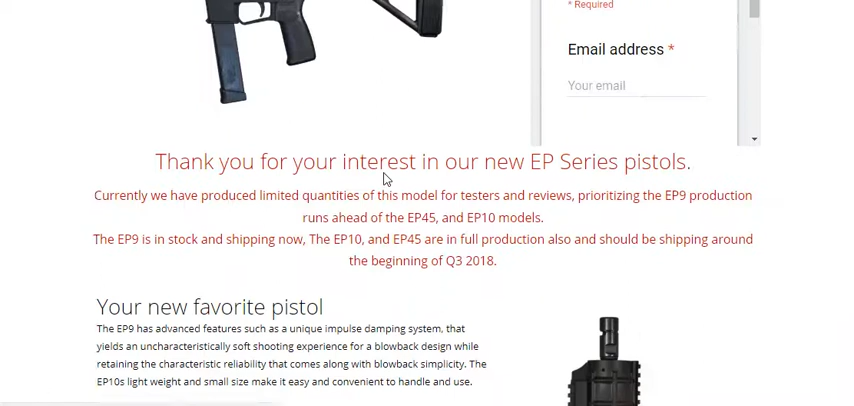 * Required
Email address *
Your email
Thank you for your interest in our new EP Series pistols.
Currently we have produced limited quantities of this model for testers and reviews, prioritizing the EP9 production
runs ahead of the EP45, and EP10 models.
The EP9 is in stock and shipping now, The EP10, and EP45 are in full production also and should be shipping around
the beginning of Q3 2018.
Your new favorite pistol
The EP9 has advanced features such as a unique impulse damping system, that
yields an uncharacteristically soft shooting experience for a blowback design while
retaining the characteristic reliability that comes along with blowback simplicity. The
EP10s light weight and small size make it easy and convenient to handle and use.